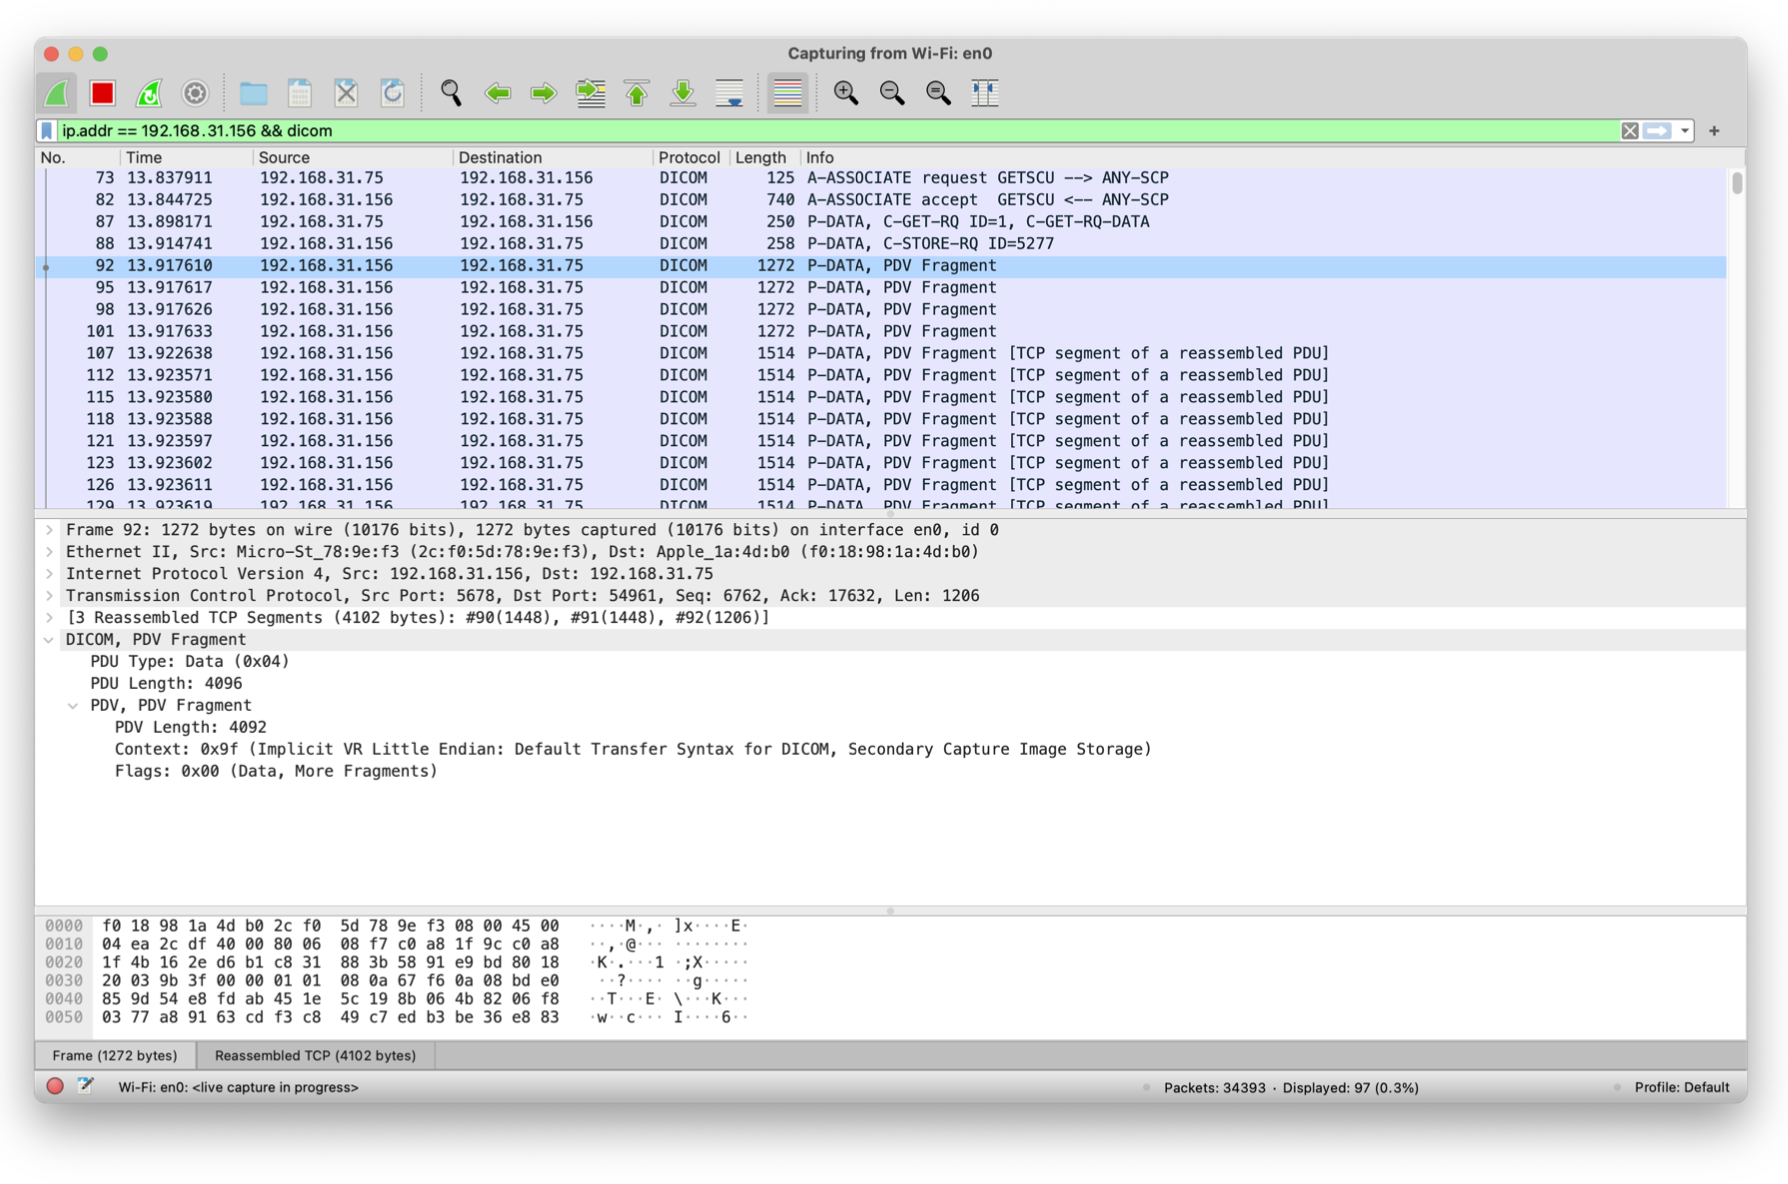 Capturing from Wi-Fi: en0
ip.addr == 192.168.31.156 && dicom
No. Time Source Destination Protocol Length Info
73 13.837911 192.168.31.75 192.168.31.156 DICOM 125 A-ASSOCIATE request GETSCU --> ANY-SCP
82 13.844725 192.168.31.156 192.168.31.75 DICOM 740 A-ASSOCIATE accept  GETSCU <-- ANY-SCP
87 13.898171 192.168.31.75 192.168.31.156 DICOM 250 P-DATA, C-GET-RQ ID=1, C-GET-RQ-DATA
88 13.914741 192.168.31.156 192.168.31.75 DICOM 258 P-DATA, C-STORE-RQ ID=5277
92 13.917610 192.168.31.156 192.168.31.75 DICOM 1272 P-DATA, PDV Fragment
95 13.917617 192.168.31.156 192.168.31.75 DICOM 1272 P-DATA, PDV Fragment
98 13.917626 192.168.31.156 192.168.31.75 DICOM 1272 P-DATA, PDV Fragment
101 13.917633 192.168.31.156 192.168.31.75 DICOM 1272 P-DATA, PDV Fragment
107 13.922638 192.168.31.156 192.168.31.75 DICOM 1514 P-DATA, PDV Fragment [TCP segment of a reassembled PDU]
112 13.923571 192.168.31.156 192.168.31.75 DICOM 1514 P-DATA, PDV Fragment [TCP segment of a reassembled PDU]
115 13.923580 192.168.31.156 192.168.31.75 DICOM 1514 P-DATA, PDV Fragment [TCP segment of a reassembled PDU]
118 13.923588 192.168.31.156 192.168.31.75 DICOM 1514 P-DATA, PDV Fragment [TCP segment of a reassembled PDU]
121 13.923597 192.168.31.156 192.168.31.75 DICOM 1514 P-DATA, PDV Fragment [TCP segment of a reassembled PDU]
123 13.923602 192.168.31.156 192.168.31.75 DICOM 1514 P-DATA, PDV Fragment [TCP segment of a reassembled PDU]
126 13.923611 192.168.31.156 192.168.31.75 DICOM 1514 P-DATA, PDV Fragment [TCP segment of a reassembled PDU]
129 13.923619 192.168.31.156 192.168.31.75 DICOM 1514 P-DATA, PDV Fragment [TCP segment of a reassembled PDU]
Frame 92: 1272 bytes on wire (10176 bits), 1272 bytes captured (10176 bits) on interface en0, id 0
Ethernet II, Src: Micro-St_78:9e:f3 (2c:f0:5d:78:9e:f3), Dst: Apple_1a:4d:b0 (f0:18:98:1a:4d:b0)
Internet Protocol Version 4, Src: 192.168.31.156, Dst: 192.168.31.75
Transmission Control Protocol, Src Port: 5678, Dst Port: 54961, Seq: 6762, Ack: 17632, Len: 1206
[3 Reassembled TCP Segments (4102 bytes): #90(1448), #91(1448), #92(1206)]
DICOM, PDV Fragment
PDU Type: Data (0x04)
PDU Length: 4096
PDV, PDV Fragment
PDV Length: 4092
Context: 0x9f (Implicit VR Little Endian: Default Transfer Syntax for DICOM, Secondary Capture Image Storage)
Flags: 0x00 (Data, More Fragments)
0000 f0 18 98 1a 4d b0 2c f0 5d 78 9e f3 08 00 45 00 ····M·,· ]x····E·
0010 04 ea 2c df 40 00 80 06 08 f7 c0 a8 1f 9c c0 a8 ··,·@··· ········
0020 1f 4b 16 2e d6 b1 c8 31 88 3b 58 91 e9 bd 80 18 ·K·.···1 ·;X·····
0030 20 03 9b 3f 00 00 01 01 08 0a 67 f6 0a 08 bd e0 ··?···· ··g·····
0040 85 9d 54 e8 fd ab 45 1e 5c 19 8b 06 4b 82 06 f8 ··T···E· \···K···
0050 03 77 a8 91 63 cd f3 c8 49 c7 ed b3 be 36 e8 83 ·w··c··· I····6··
Frame (1272 bytes) Reassembled TCP (4102 bytes)
Wi-Fi: en0: <live capture in progress> Packets: 34393 · Displayed: 97 (0.3%) Profile: Default